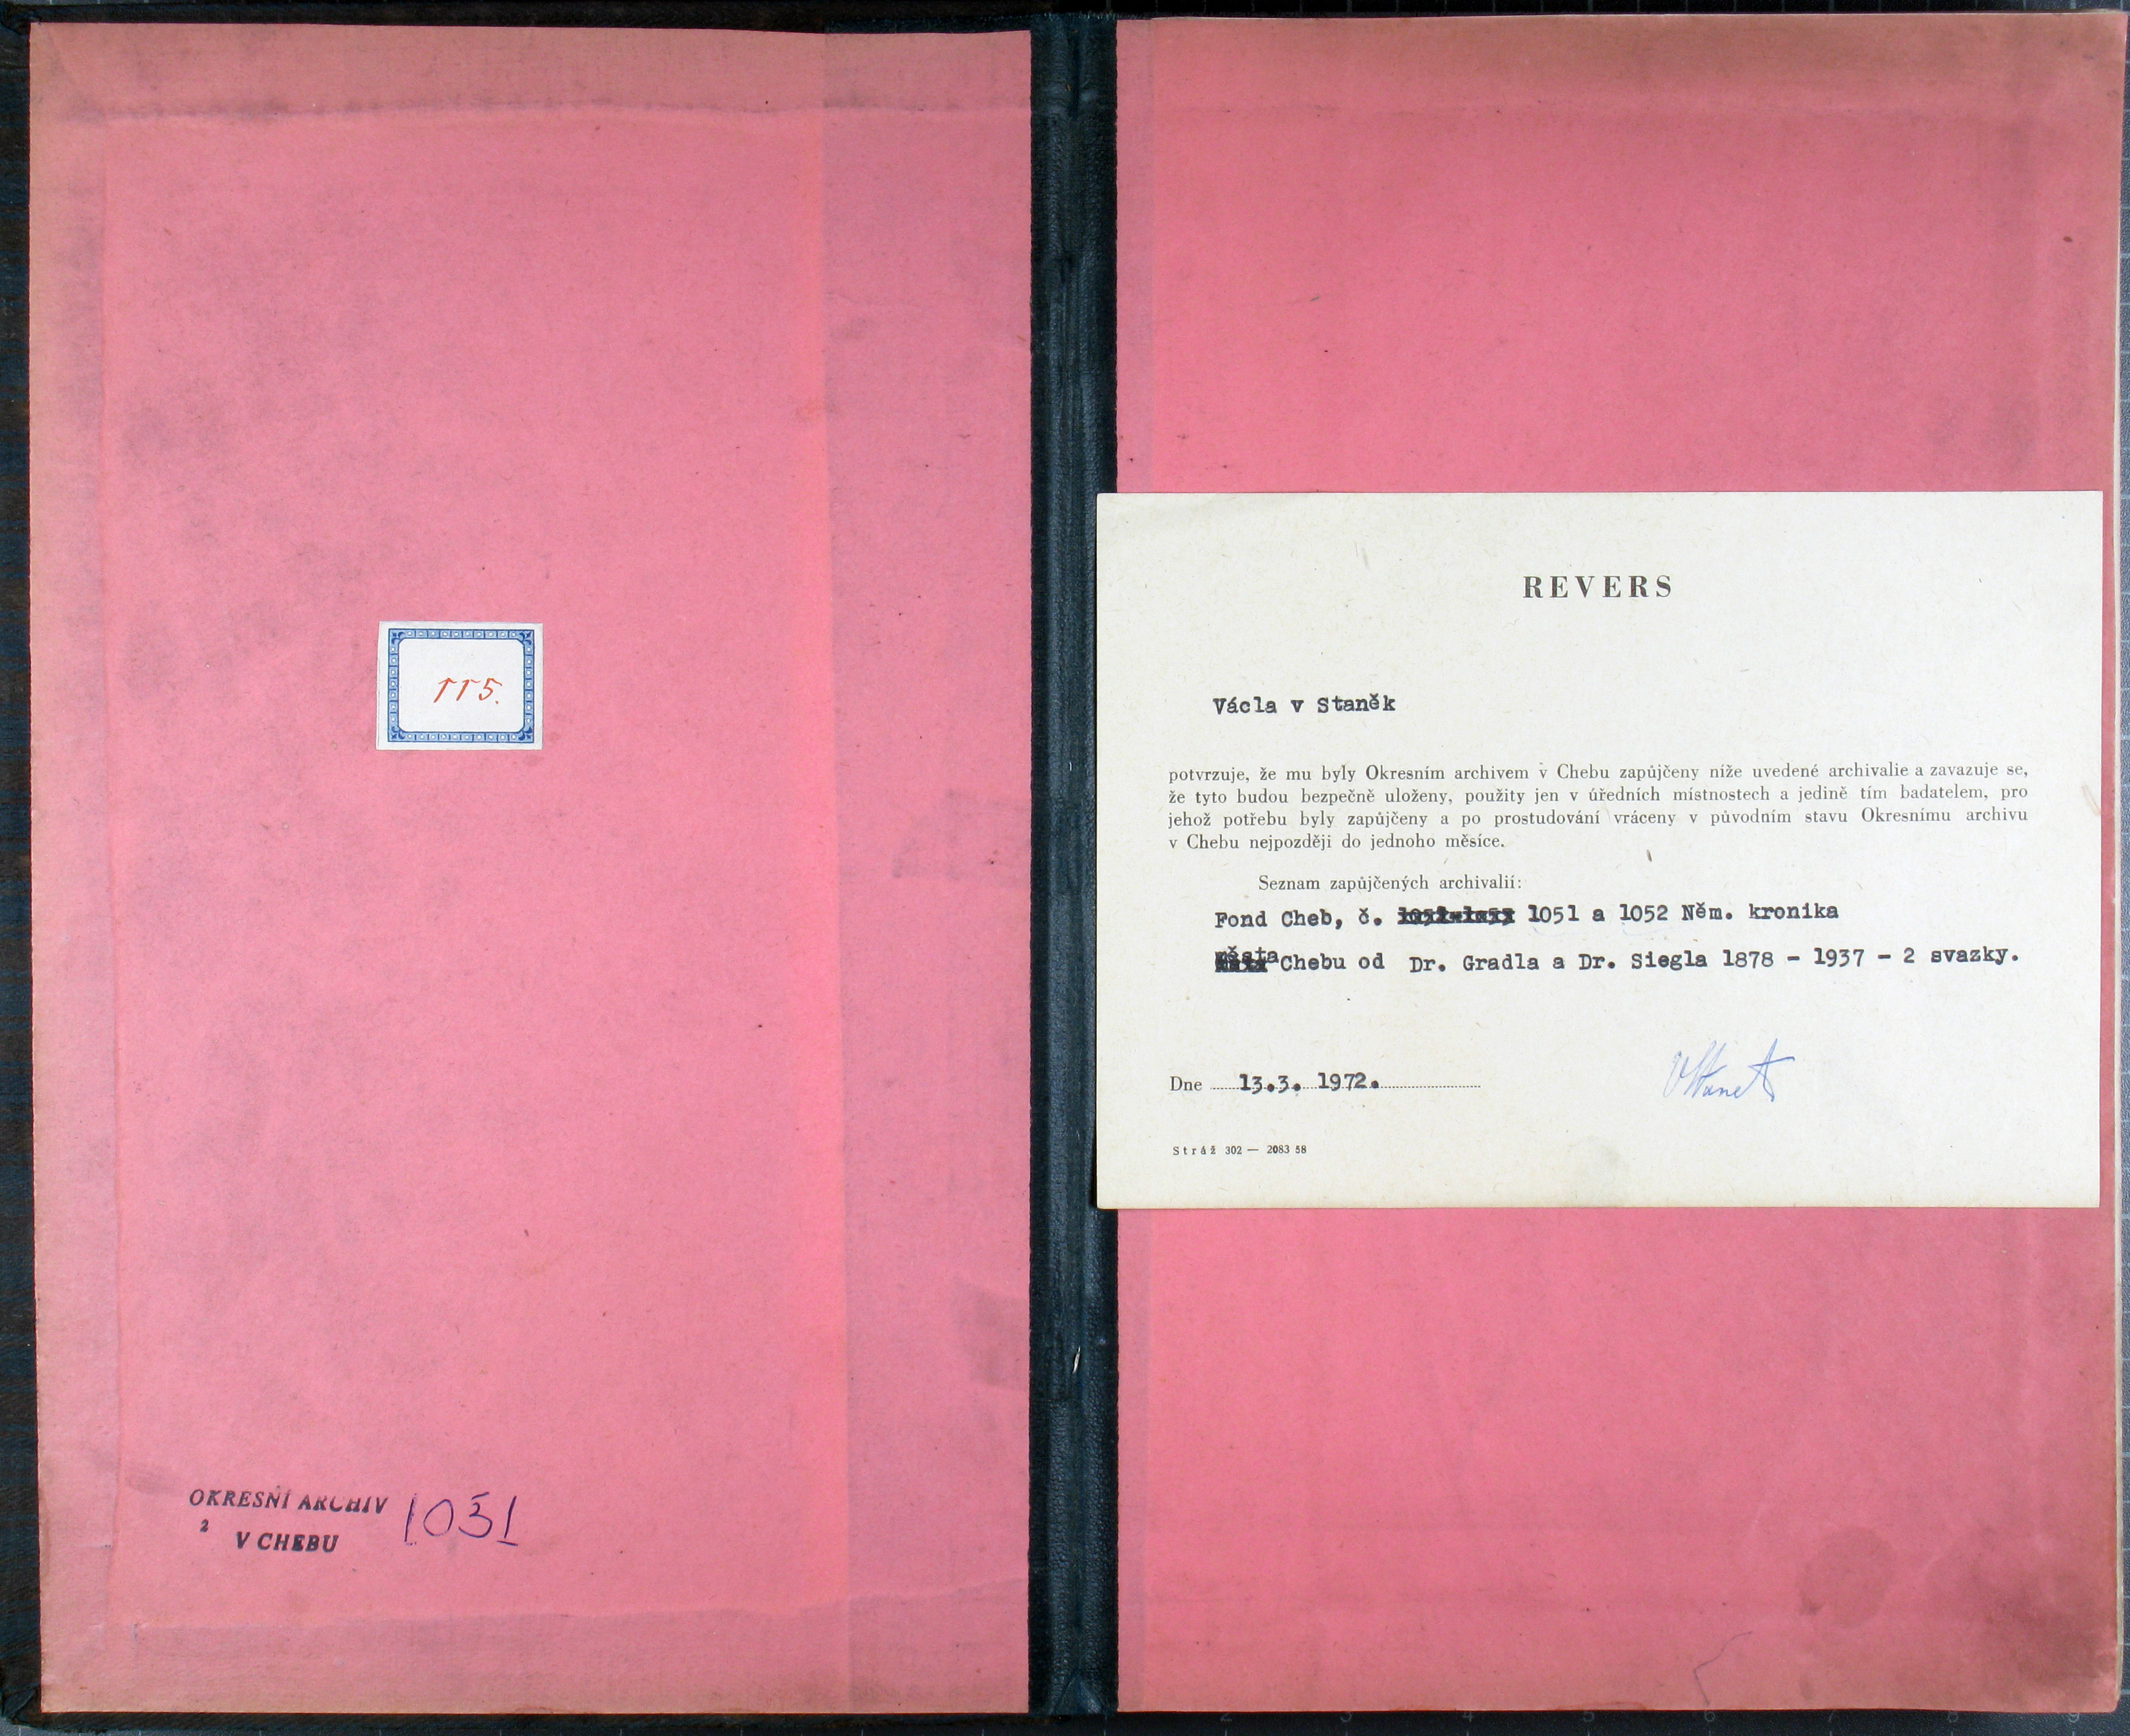 115.
OKRESNÍ ARCHIV
2 V CHEBU
1051
REVERS
Václa v Staněk
potvrzuje, že mu byly Okresním archivem v Chebu zapůjčeny níže uvedené archivalie a zavazuje se,
že tyto budou bezpečně uloženy, použity jen v úředních místnostech a jedině tím badatelem, pro
jehož potřebu byly zapůjčeny a po prostudování vráceny v původním stavu Okresnímu archivu
v Chebu nejpozději do jednoho měsíce.
Seznam zapůjčených archivalií:
Fond Cheb, č. 1051 a 1052 Něm. kronika
města Chebu od Dr. Gradla a Dr. Siegla 1878 - 1937 - 2 svazky.
Dne 13.3. 1972.
VStaněk
Stráž 302 — 2083 58